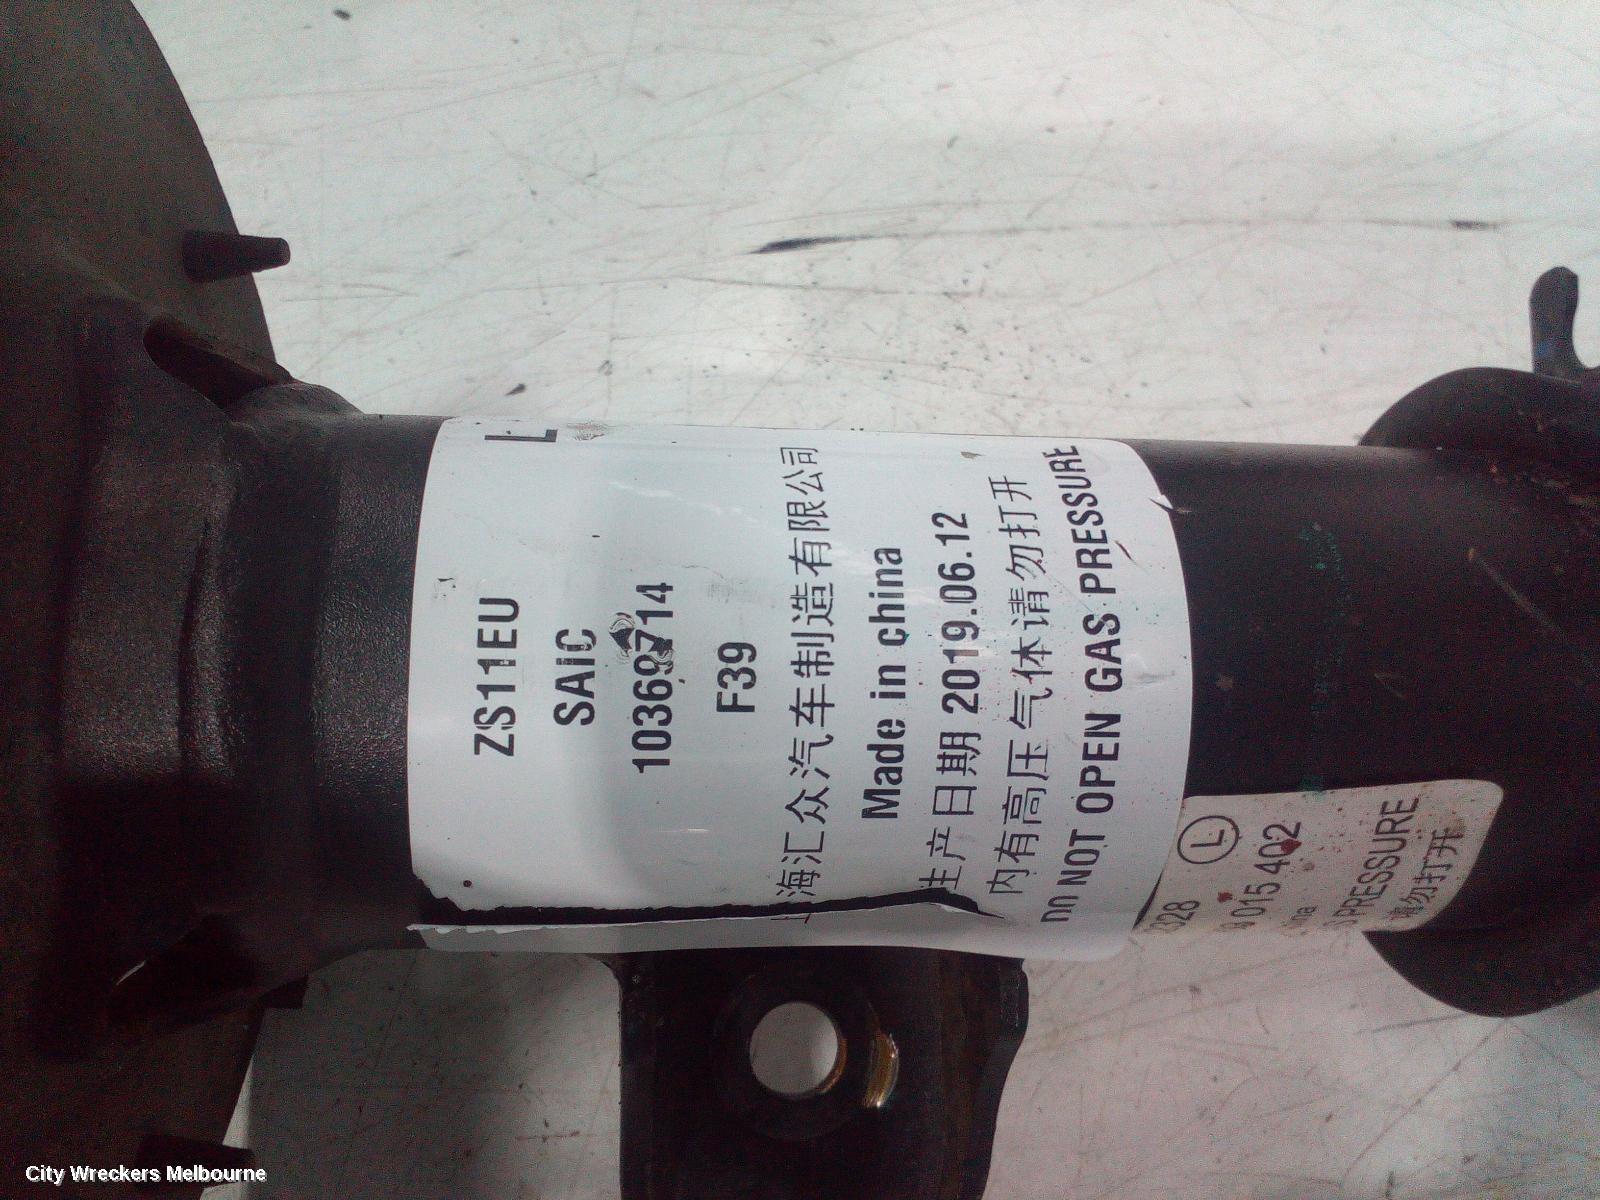 L
ZS11EU
SAIC
10369714
F39
上海汇众汽车制造有限公司
Made in china
生产日期 2019.06.12
内有高压气体请勿打开
DO NOT OPEN GAS PRESSURE
L
328
015 402
PRESSURE
请勿打开
City Wreckers Melbourne